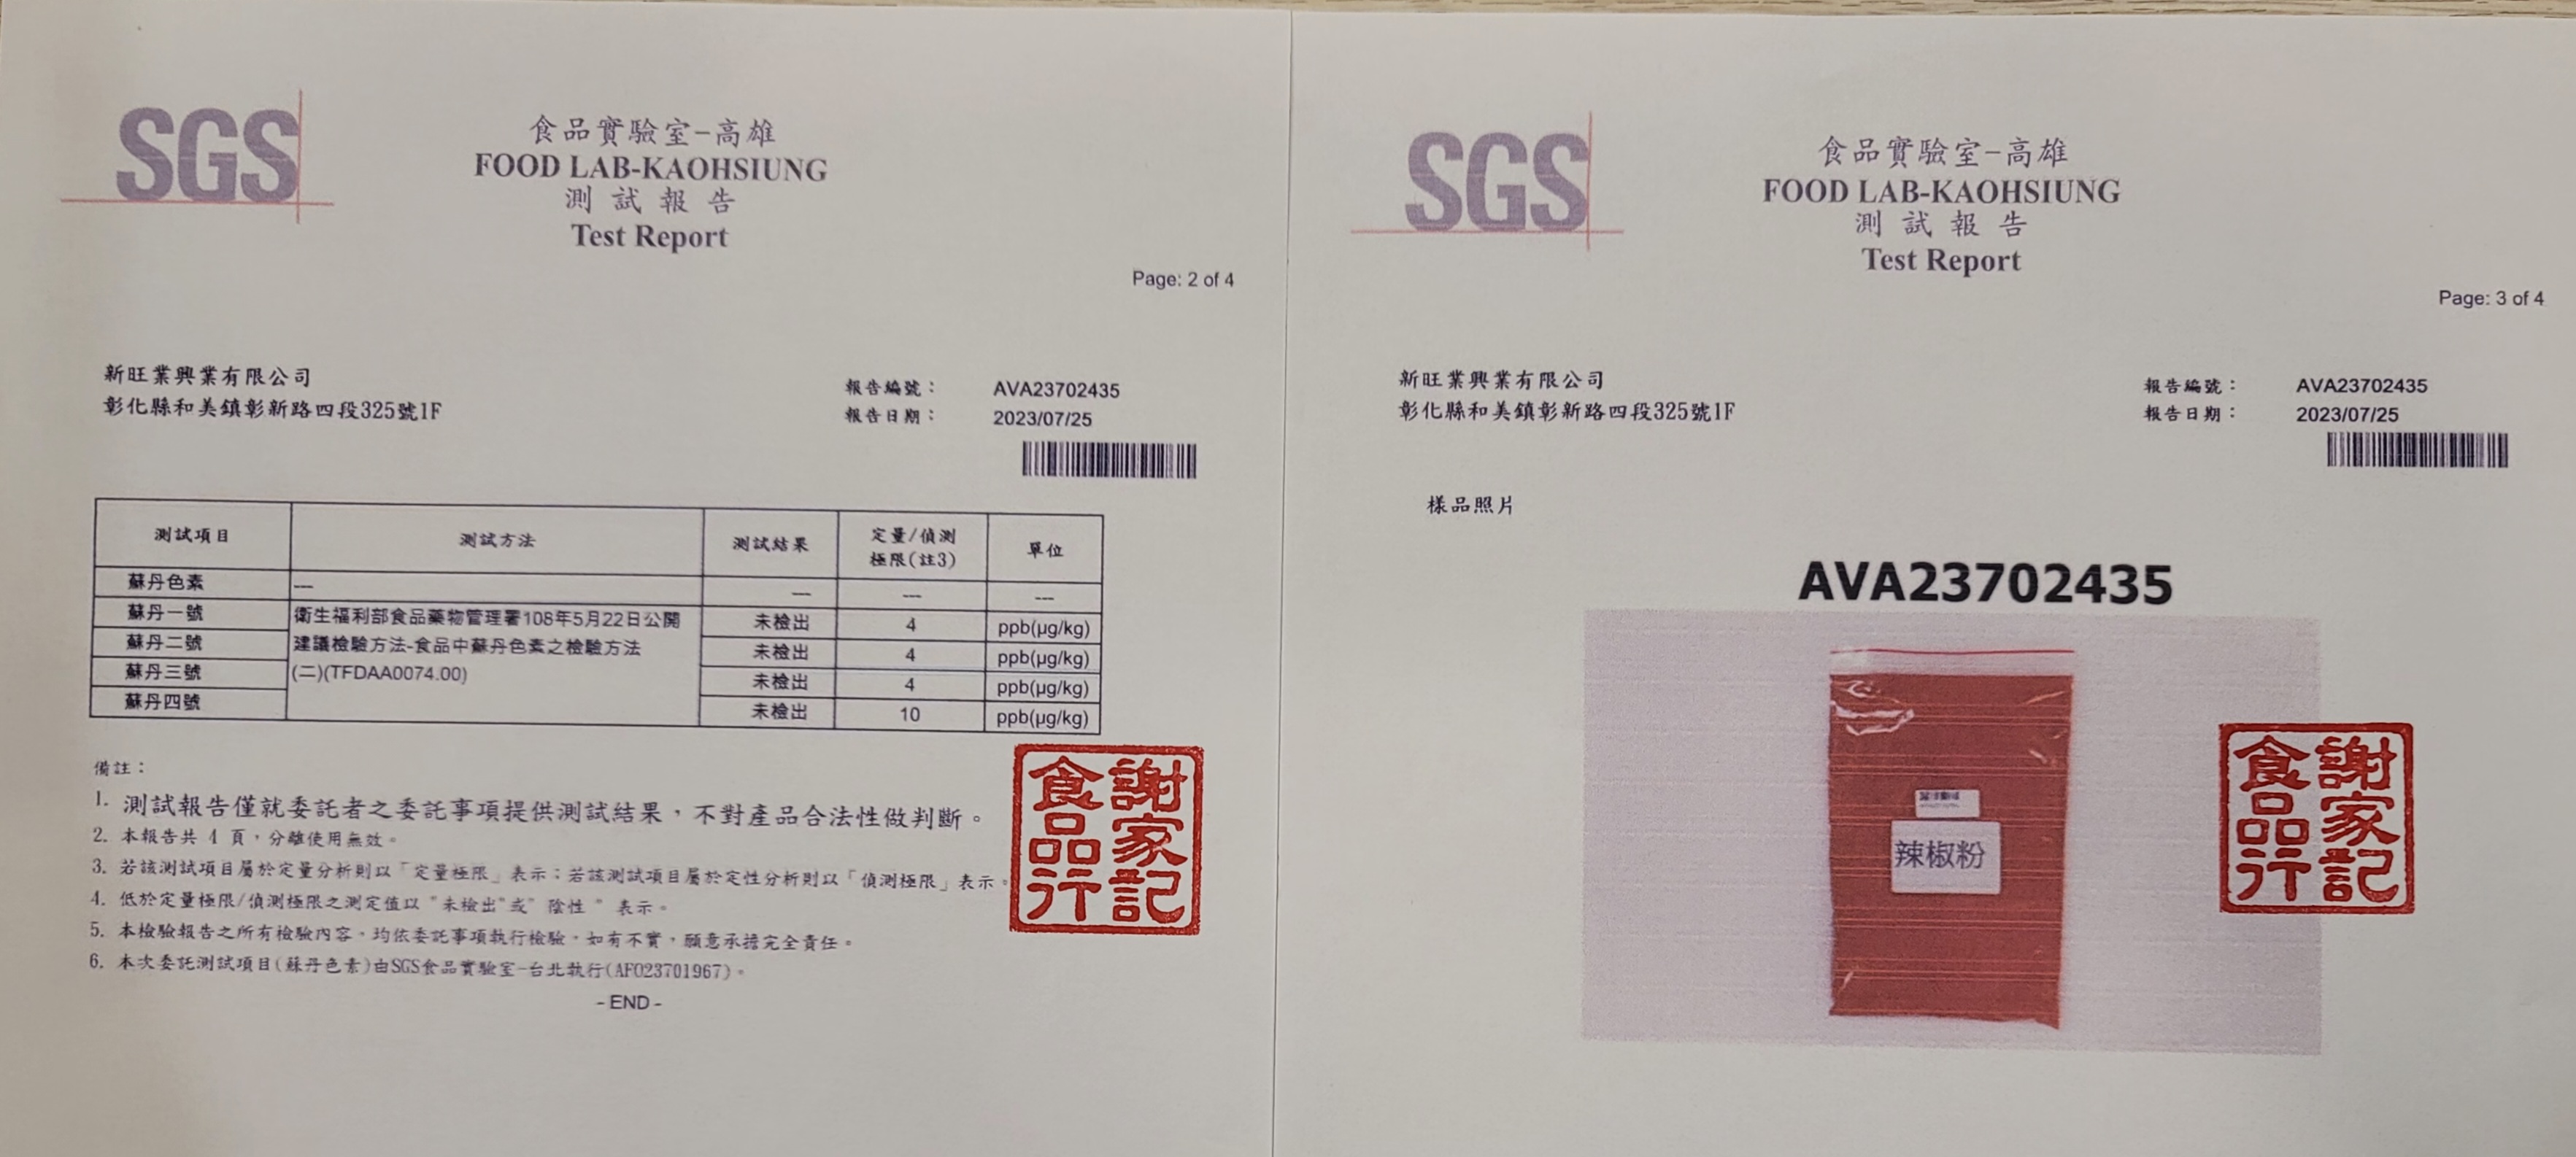 SGS
食品實驗室-高雄
FOOD LAB-KAOHSIUNG
測試報告
Test Report
Page: 2 of 4
新旺業興業有限公司
彰化縣和美鎮彰新路四段325號1F
報告編號： AVA23702435
報告日期： 2023/07/25
測試項目 測試方法 測試結果 定量/偵測極限(註3) 單位
蘇丹色素 --- --- --- ---
蘇丹一號 未檢出 4 ppb(μg/kg)
蘇丹二號 未檢出 4 ppb(μg/kg)
蘇丹三號 未檢出 4 ppb(μg/kg)
蘇丹四號 未檢出 10 ppb(μg/kg)
衛生福利部食品藥物管理署108年5月22日公開
建議檢驗方法-食品中蘇丹色素之檢驗方法
(二)(TFDAA0074.00)
備註：
1. 測試報告僅就委託者之委託事項提供測試結果，不對產品合法性做判斷。
2. 本報告共 4 頁，分離使用無效。
3. 若該測試項目屬於定量分析則以「定量極限」表示；若該測試項目屬於定性分析則以「偵測極限」表示。
4. 低於定量極限/偵測極限之測定值以 "未檢出"或" 陰性 " 表示。
5. 本檢驗報告之所有檢驗內容，均依委託事項執行檢驗，如有不實，願意承擔完全責任。
6. 本次委託測試項目(蘇丹色素)由SGS食品實驗室-台北執行(AFO23701967)。
- END -
謝家記
食品行
SGS
食品實驗室-高雄
FOOD LAB-KAOHSIUNG
測試報告
Test Report
Page: 3 of 4
新旺業興業有限公司
彰化縣和美鎮彰新路四段325號1F
報告編號： AVA23702435
報告日期： 2023/07/25
樣品照片
AVA23702435
辣椒粉
謝家記
食品行